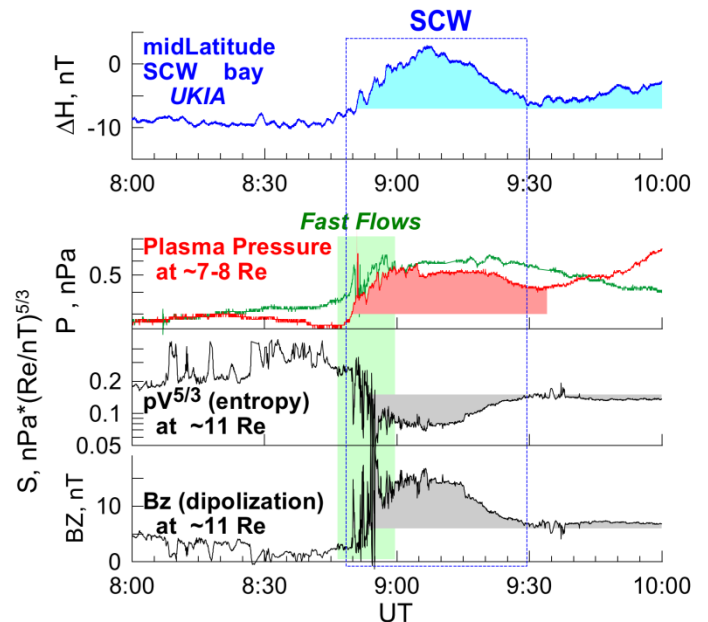 SCW
midLatitude
SCW bay
UKIA
ΔH, nT
0
-10
8:00 8:30 9:00 9:30 10:00
Fast Flows
Plasma Pressure
at ~7-8 Re
P , nPa
0.5
S, nPa*(Re/nT)5/3
0.2
0.1
0.05
pV5/3 (entropy)
at ~11 Re
BZ, nT
10
0
Bz (dipolization)
at ~11 Re
8:00 8:30 9:00 9:30 10:00
UT